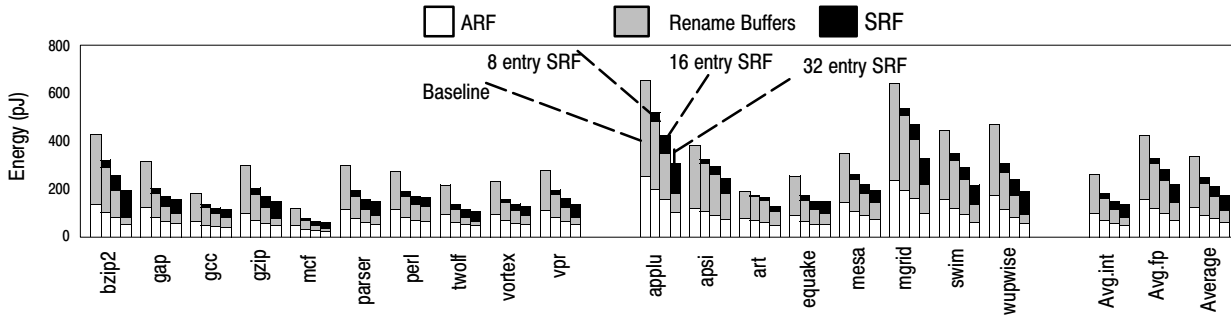 ARF Rename Buffers SRF
800
8 entry SRF 16 entry SRF 32 entry SRF
600
Baseline
400
200
0
Energy (pJ)
bzip2 gap gcc gzip mcf parser perl twolf vortex vpr applu apsi art equake mesa mgrid swim wupwise Avg.int Avg.fp Average